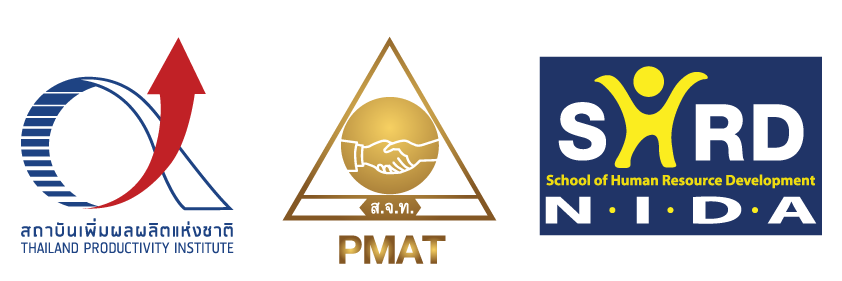 สถาบันเพิ่มผลผลิตแห่งชาติ
THAILAND PRODUCTIVITY INSTITUTE
ส.จ.ท.
PMAT
SHRD
School of Human Resource Development
N·I·D·A